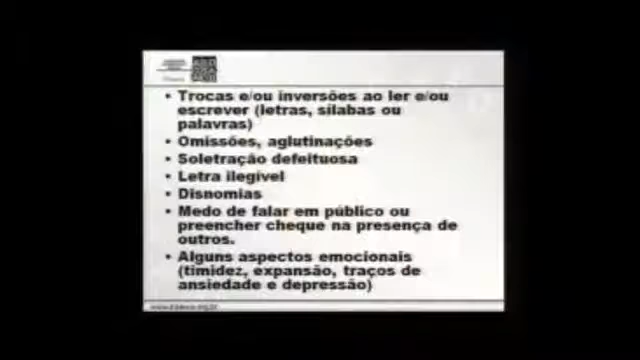 • Trocas e/ou inversões ao ler e/ou
escrever (letras, sílabas ou
palavras)
• Omissões, aglutinações
• Soletração defeituosa
• Letra ilegível
• Disnomias
• Medo de falar em público ou
preencher cheque na presença de
outros.
• Alguns aspectos emocionais
(timidez, expansão, traços de
ansiedade e depressão)